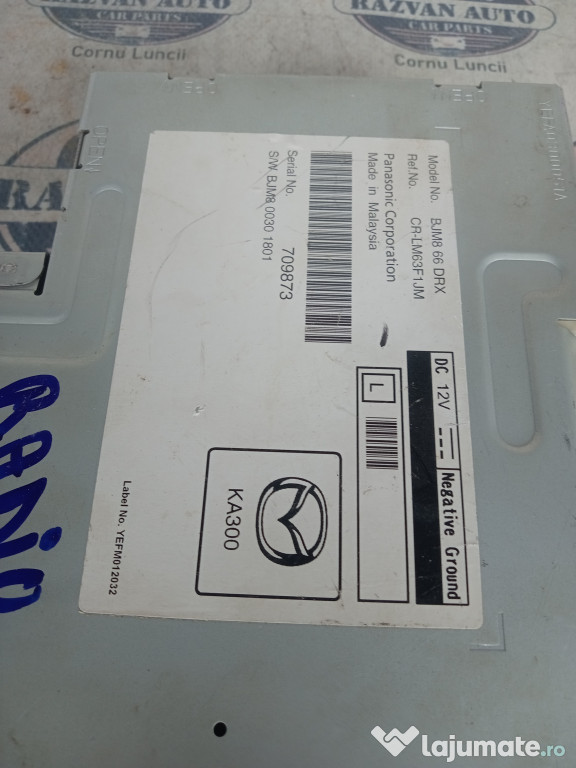 RAZVAN AUTO
CAR PARTS
Cornu Luncii
RAZVAN AUTO
CAR PARTS
Cornu Luncii
OPEN
Model No. BJM8 66 DRX
Ref.No. CR-LM63F1JM
Panasonic Corporation
Made in Malaysia
Serial No. 709873
S/W. BJM8 0030 1801
DC 12V
Negative Ground
L
KA300
Label No. YEFM012032
RADIO
lajumate.ro